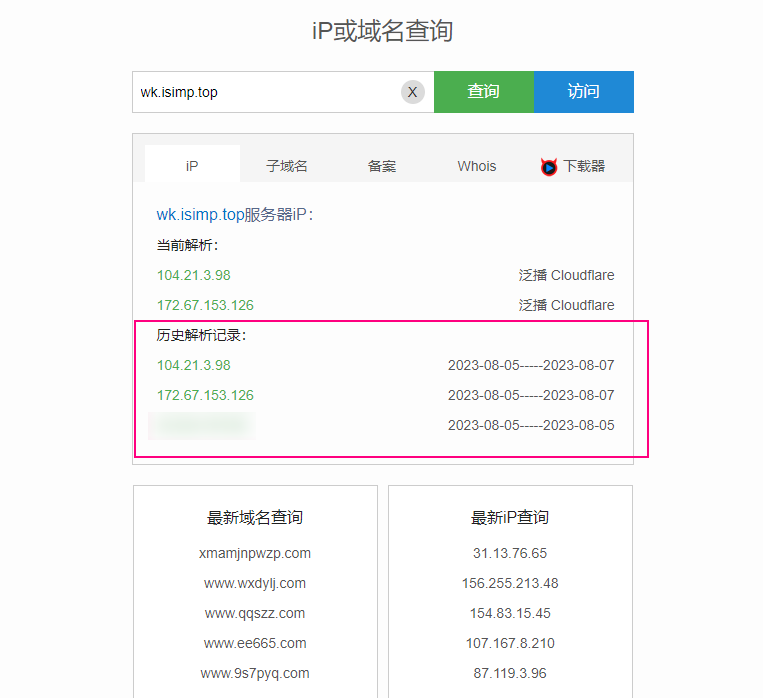 iP或域名查询
wk.isimp.top X 查询 访问
iP 子域名 备案 Whois 下载器
wk.isimp.top服务器iP：
当前解析：
104.21.3.98 泛播 Cloudflare
172.67.153.126 泛播 Cloudflare
历史解析记录：
104.21.3.98 2023-08-05-----2023-08-07
172.67.153.126 2023-08-05-----2023-08-07
2023-08-05-----2023-08-05
最新域名查询
xmamjnpwzp.com
www.wxdylj.com
www.qqszz.com
www.ee665.com
www.9s7pyq.com
最新iP查询
31.13.76.65
156.255.213.48
154.83.15.45
107.167.8.210
87.119.3.96